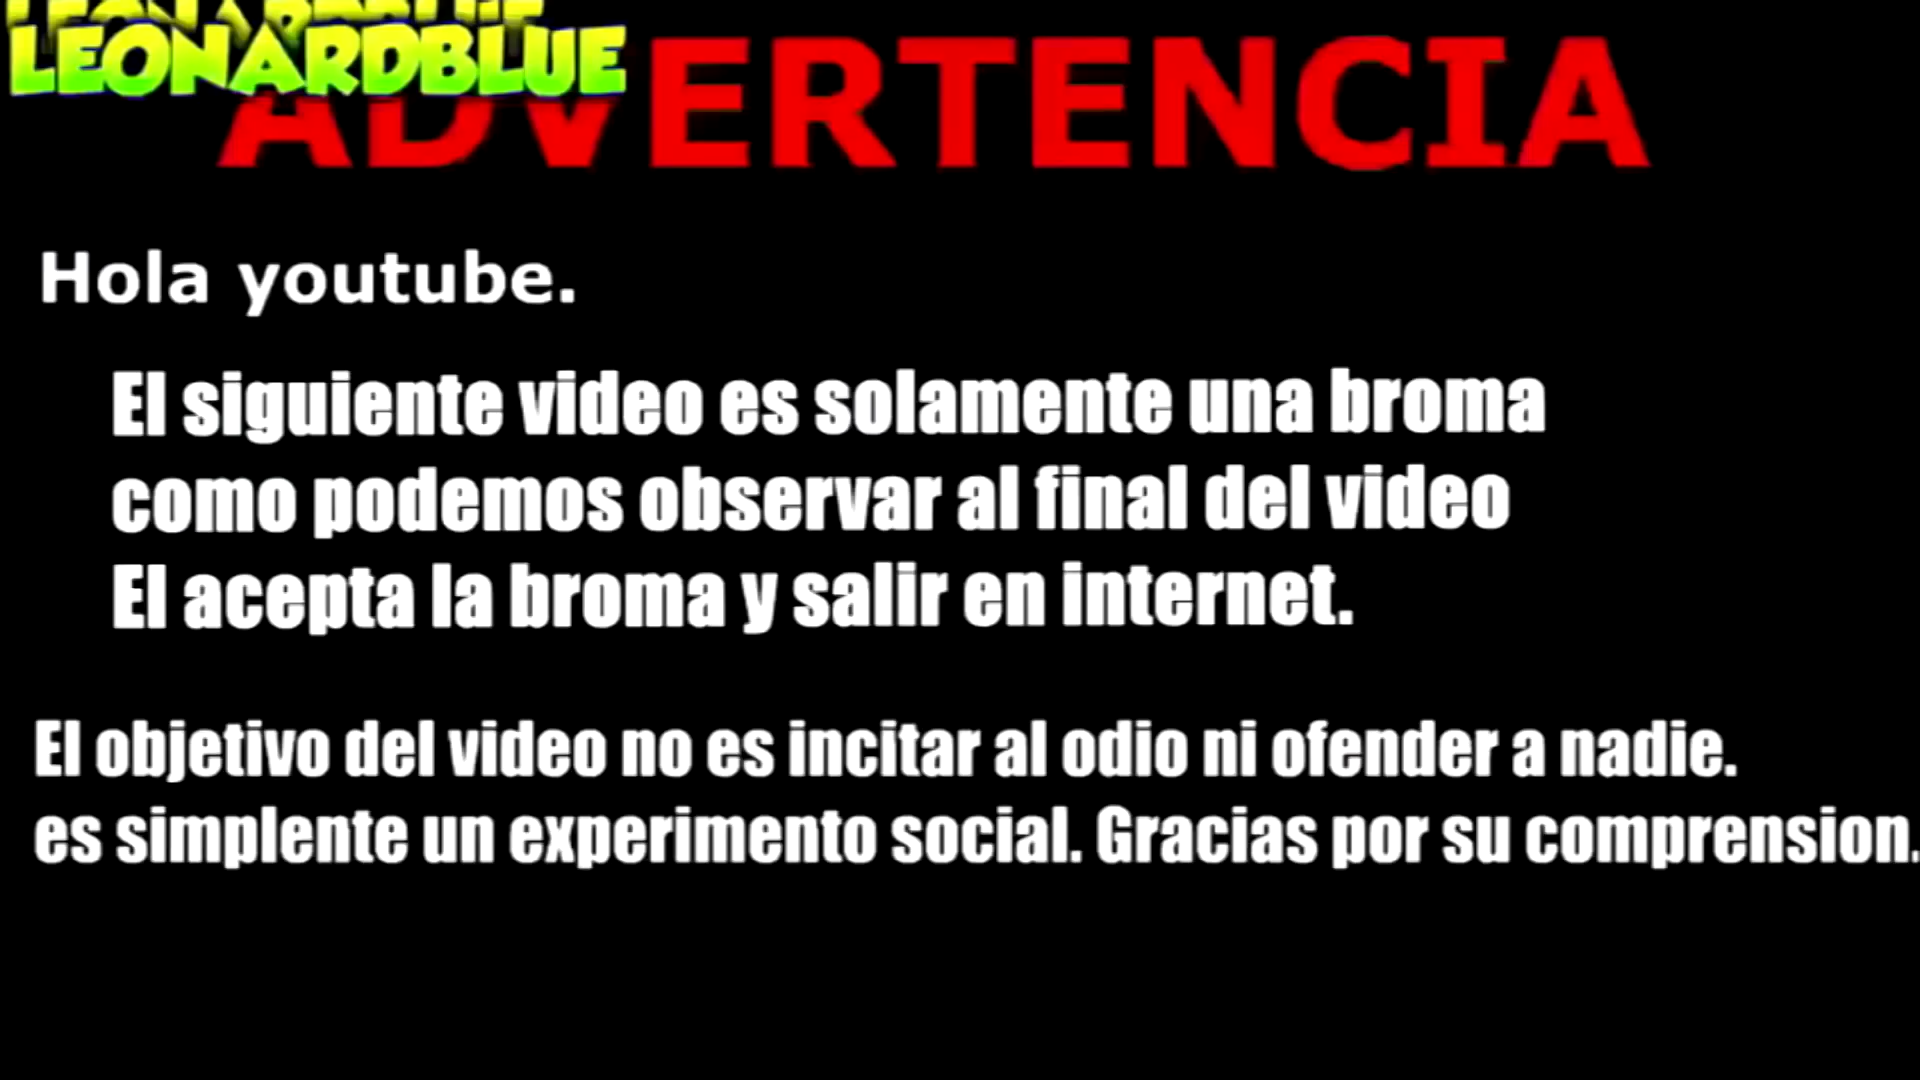 LEONARDBLUE
LEONARDBLUE
ADVERTENCIA
Hola youtube.
El siguiente video es solamente una broma
como podemos observar al final del video
El acepta la broma y salir en internet.
El objetivo del video no es incitar al odio ni ofender a nadie.
es simplente un experimento social. Gracias por su comprension.